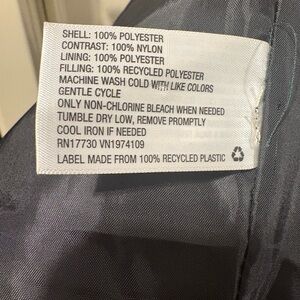 SHELL: 100% POLYESTER
CONTRAST: 100% NYLON
LINING: 100% POLYESTER
FILLING: 100% RECYCLED POLYESTER
MACHINE WASH COLD WITH LIKE COLORS
GENTLE CYCLE
ONLY NON-CHLORINE BLEACH WHEN NEEDED
TUMBLE DRY LOW, REMOVE PROMPTLY
COOL IRON IF NEEDED
RN17730 VN1974109
LABEL MADE FROM 100% RECYCLED PLASTIC